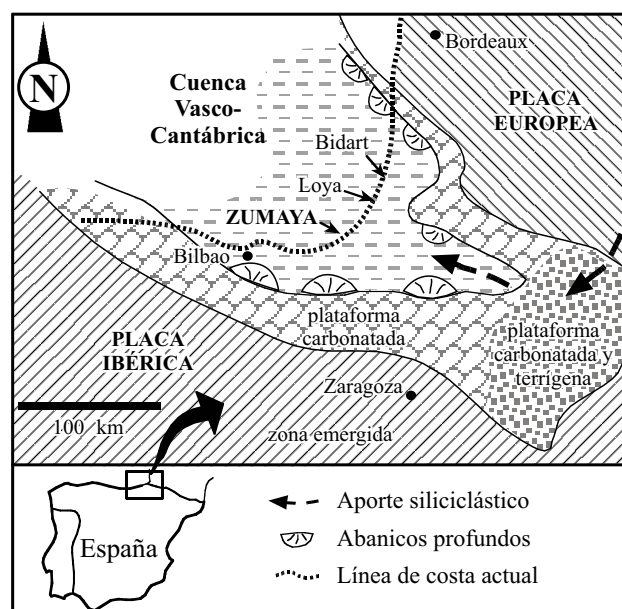 Bordeaux
N
Cuenca
Vasco-
Cantábrica
PLACA
EUROPEA
Bidart
Loya
ZUMAYA
Bilbao
PLACA
IBÉRICA
plataforma
carbonatada
plataforma
carbonatada y
terrígena
Zaragoza
100 km
zona emergida
España
Aporte siliciclástico
Abanicos profundos
Línea de costa actual